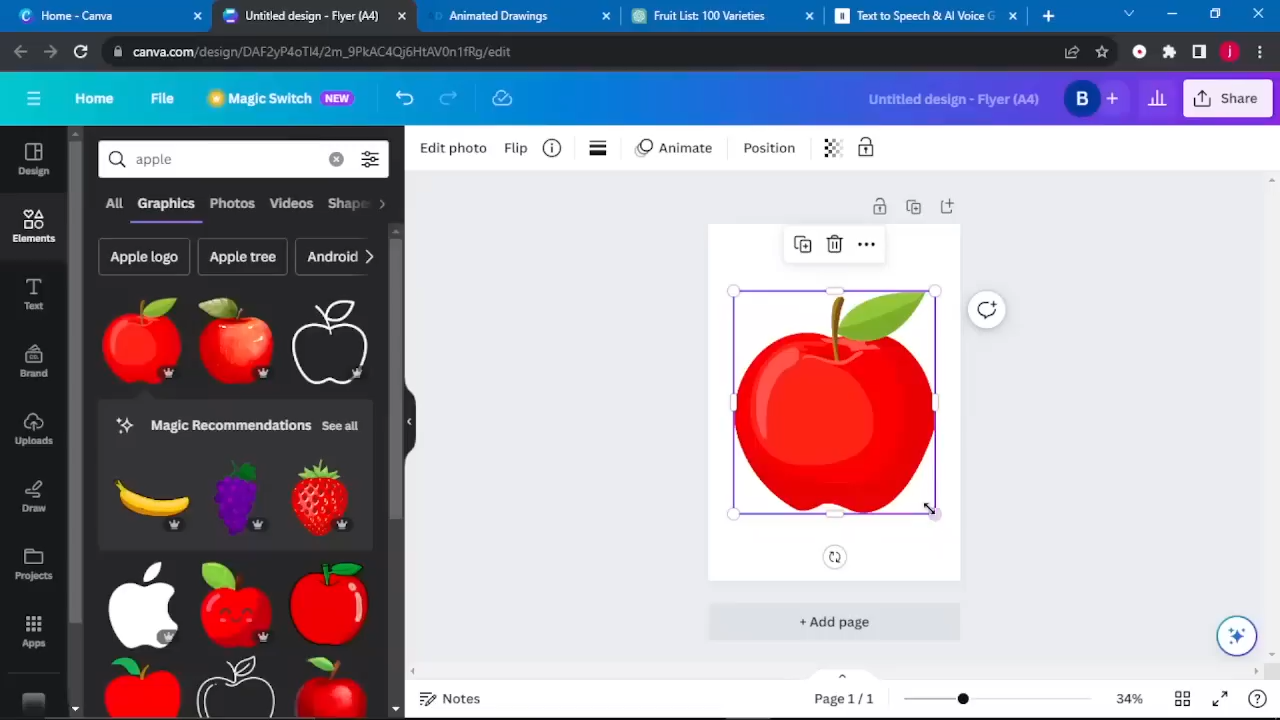 Home - Canva
Untitled design - Flyer (A4)
Animated Drawings
Fruit List: 100 Varieties
Text to Speech & AI Voice G
canva.com/design/DAF2yP4oTl4/2m_9PkAC4Qj6HtAV0n1fRg/edit
j
Home
File
Magic Switch NEW
Untitled design - Flyer (A4)
B
Share
Design
Elements
Text
Brand
Uploads
Draw
Projects
Apps
apple
All
Graphics
Photos
Videos
Shape
Apple logo
Apple tree
Android
Magic Recommendations
See all
Edit photo
Flip
Animate
Position
+ Add page
Notes
Page 1 / 1
34%